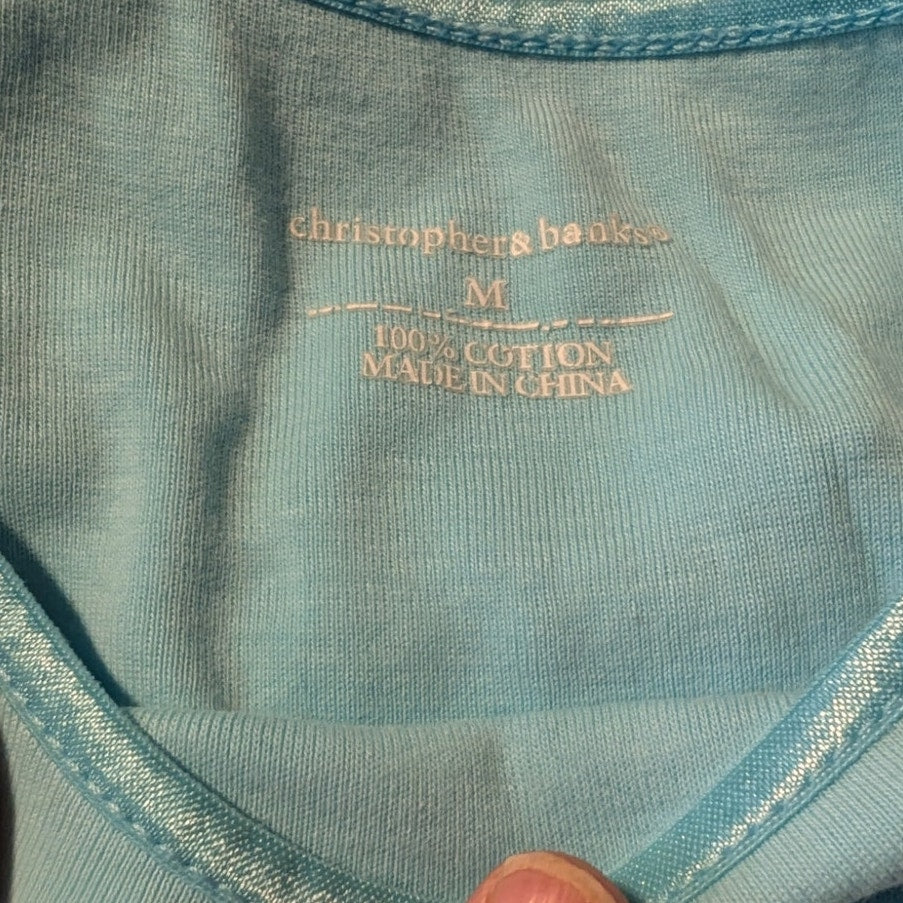 christopher & banks®
M
100% COTTON
MADE IN CHINA